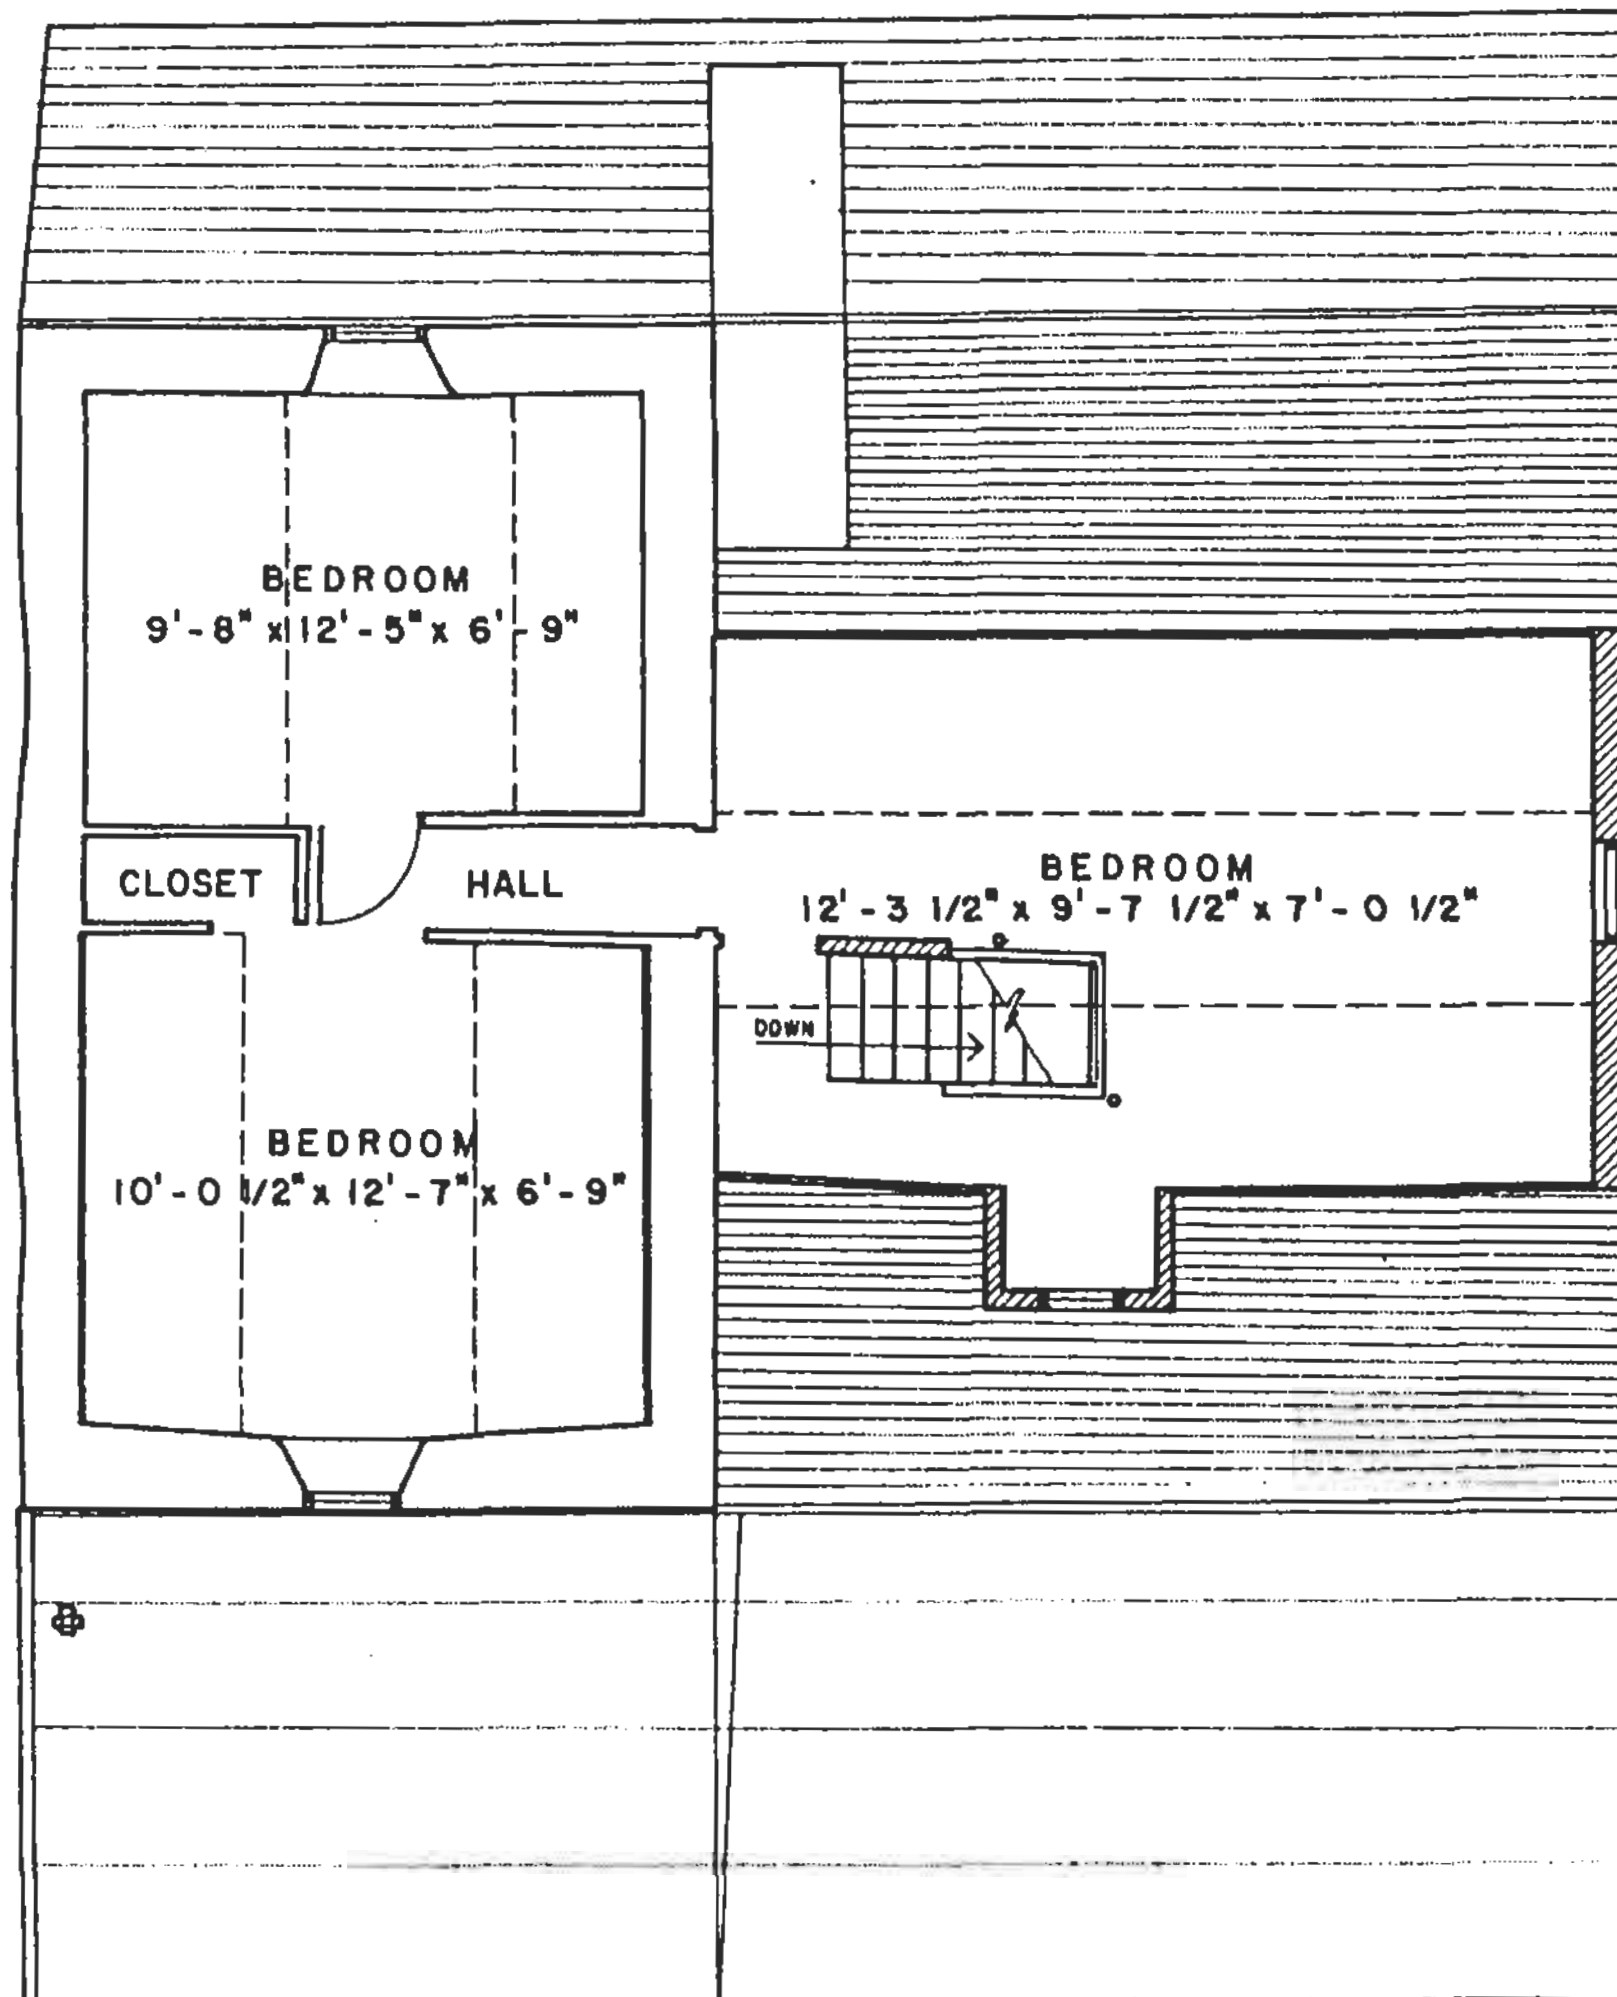 BEDROOM
9'-8" x 12'-5" x 6'-9"
CLOSET
HALL
BEDROOM
12'-3 1/2" x 9'-7 1/2" x 7'-0 1/2"
DOWN
BEDROOM
10'-0 1/2" x 12'-7" x 6'-9"